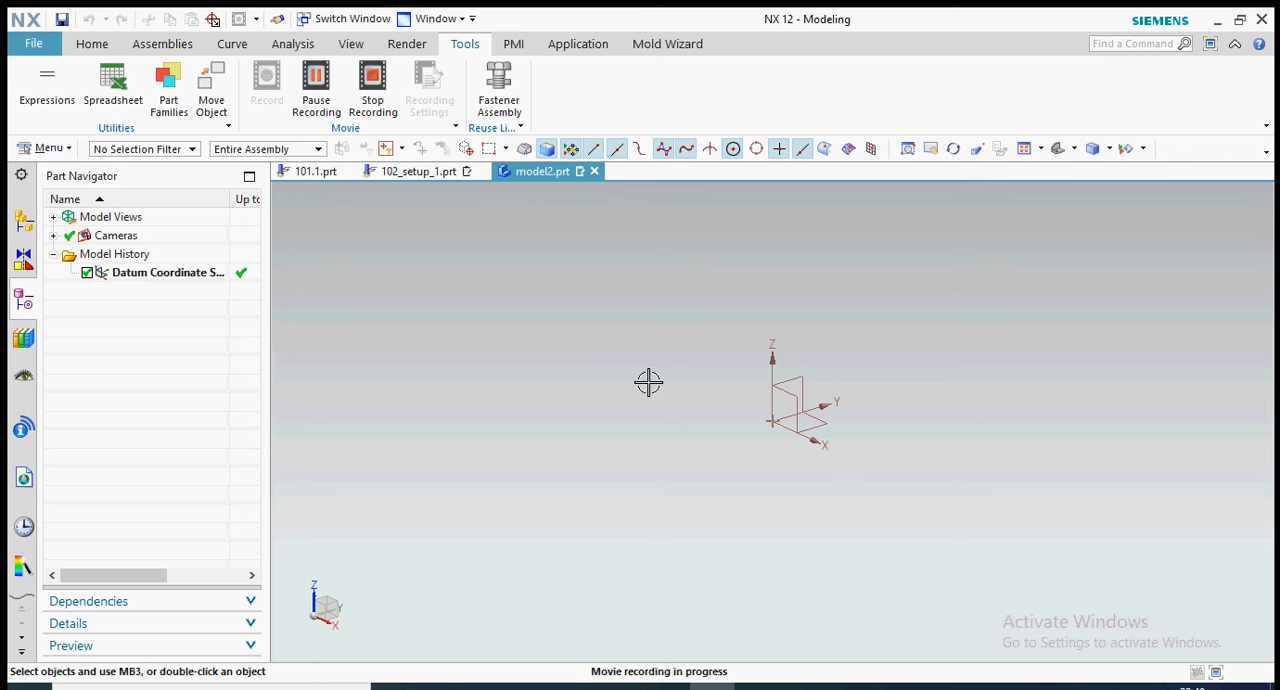 NX Switch Window Window NX 12 - Modeling SIEMENS
File Home Assemblies Curve Analysis View Render Tools PMI Application Mold Wizard Find a Command
Expressions Spreadsheet Part Families Move Object Record Pause Recording Stop Recording Recording Settings Fastener Assembly
Utilities Movie Reuse Li...
Menu No Selection Filter Entire Assembly
Part Navigator 101.1.prt 102_setup_1.prt model2.prt
Name Up to
Model Views
Cameras
Model History
Datum Coordinate S...
Z
Y
X
Dependencies
Details
Preview
Z
Y
X
Activate Windows
Go to Settings to activate Windows.
Select objects and use MB3, or double-click an object Movie recording in progress